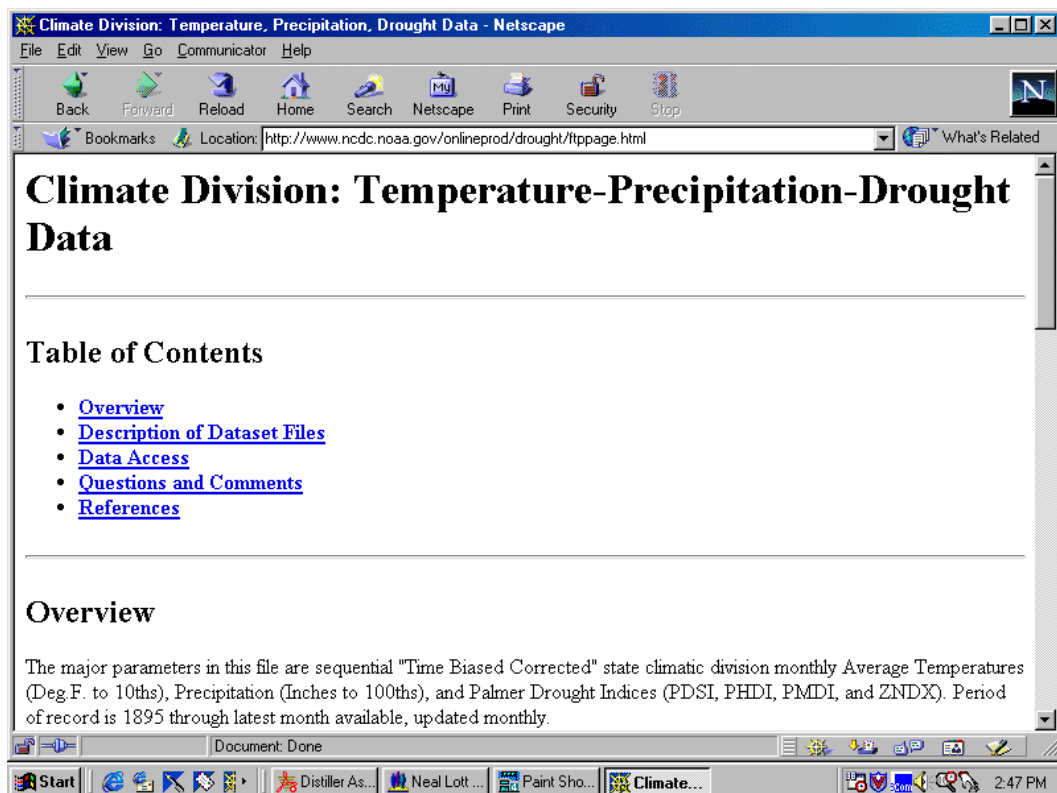 Climate Division: Temperature, Precipitation, Drought Data - Netscape
File Edit View Go Communicator Help
Back Forward Reload Home Search My Netscape Print Security Stop
N
Bookmarks Location: http://www.ncdc.noaa.gov/onlineprod/drought/ftppage.html What's Related
Climate Division: Temperature-Precipitation-Drought
Data
Table of Contents
• Overview
• Description of Dataset Files
• Data Access
• Questions and Comments
• References
Overview
The major parameters in this file are sequential "Time Biased Corrected" state climatic division monthly Average Temperatures
(Deg.F. to 10ths), Precipitation (Inches to 100ths), and Palmer Drought Indices (PDSI, PHDI, PMDI, and ZNDX). Period
of record is 1895 through latest month available, updated monthly.
Document: Done
Start Distiller As... Neal Lott ... Paint Sho... Climate... 2:47 PM